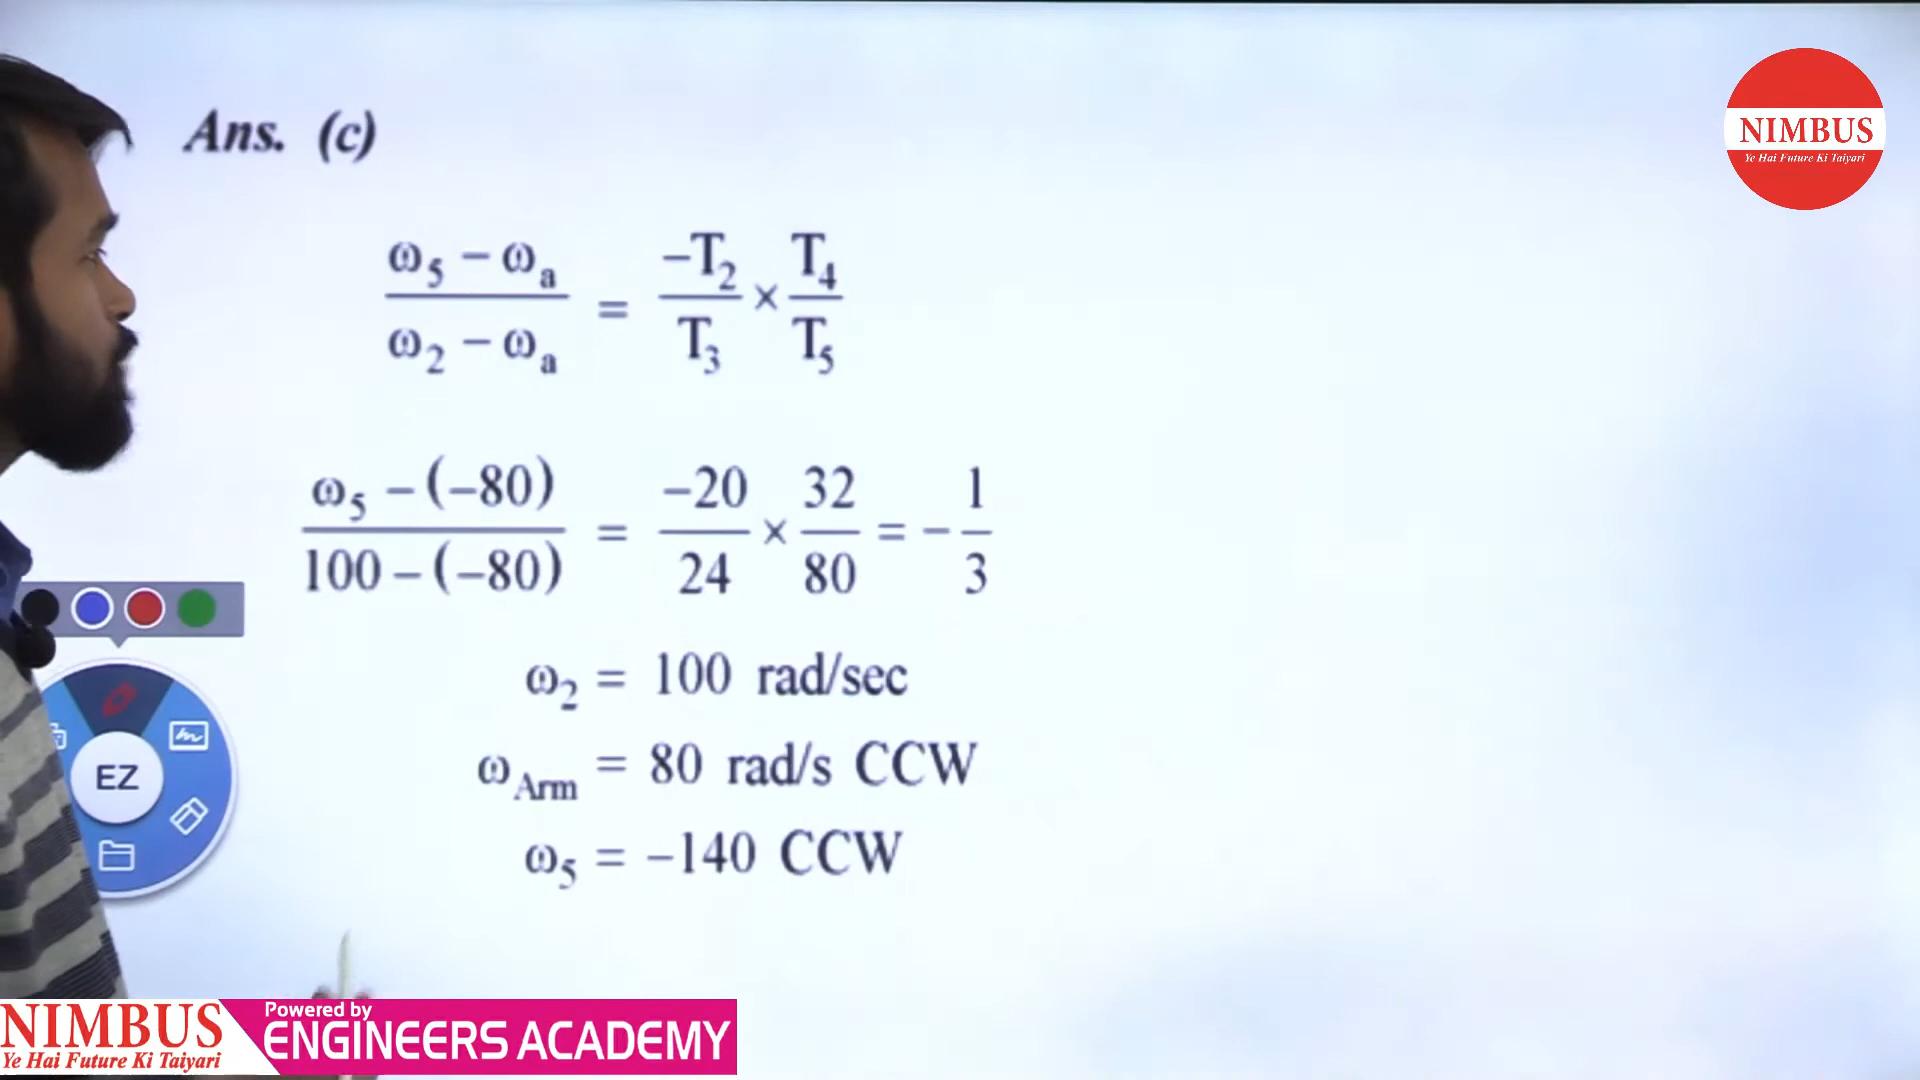 Ans. (c)
NIMBUS
Ye Hai Future Ki Taiyari
(ω₅ − ωₐ)/(ω₂ − ωₐ) = −T₂/T₃ × T₄/T₅
(ω₅ − (−80))/(100 − (−80)) = −20/24 × 32/80 = −1/3
ω₂ = 100 rad/sec
EZ
ω_Arm = 80 rad/s CCW
ω₅ = −140 CCW
NIMBUS
Ye Hai Future Ki Taiyari
Powered by
ENGINEERS ACADEMY